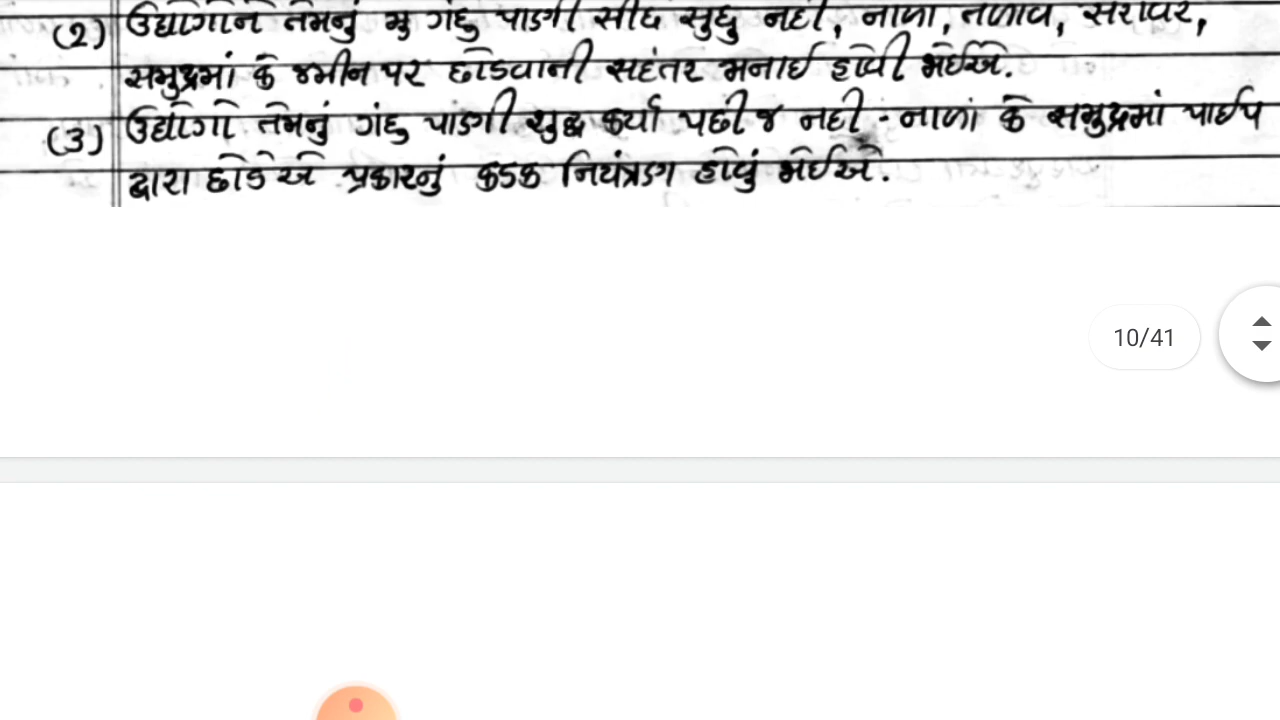 (2) ઉદ્યોગોને તેમનું મુ ગંદુ પાણી સીધે સુધુ નદી, નાળા, તળાવ, સરોવર,
સમુદ્રમાં કે જમીન પર છોડવાની સદંતર મનાઈ હોવી જોઈએ.
(3) ઉદ્યોગો તેમનું ગંદુ પાંણી શુદ્ધ કર્યા પછી જ નદી - નાળાં કે સમુદ્રમાં પાઈપ
દ્વારા છોડે એ પ્રકારનું કડક નિયંત્રણ હોવું જોઈએ.
10/41